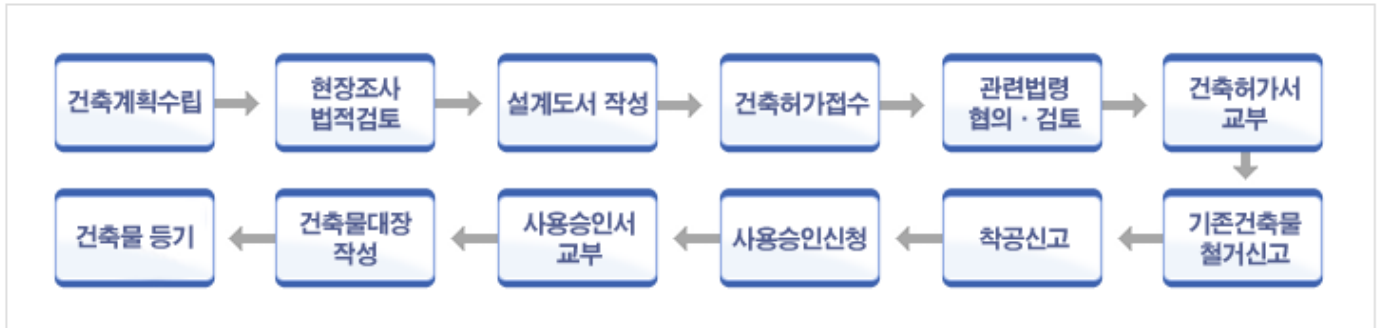 건축계획수립
현장조사
법적검토
설계도서 작성
건축허가접수
관련법령
협의 · 검토
건축허가서
교부
기존건축물
철거신고
착공신고
사용승인신청
사용승인서
교부
건축물대장
작성
건축물 등기